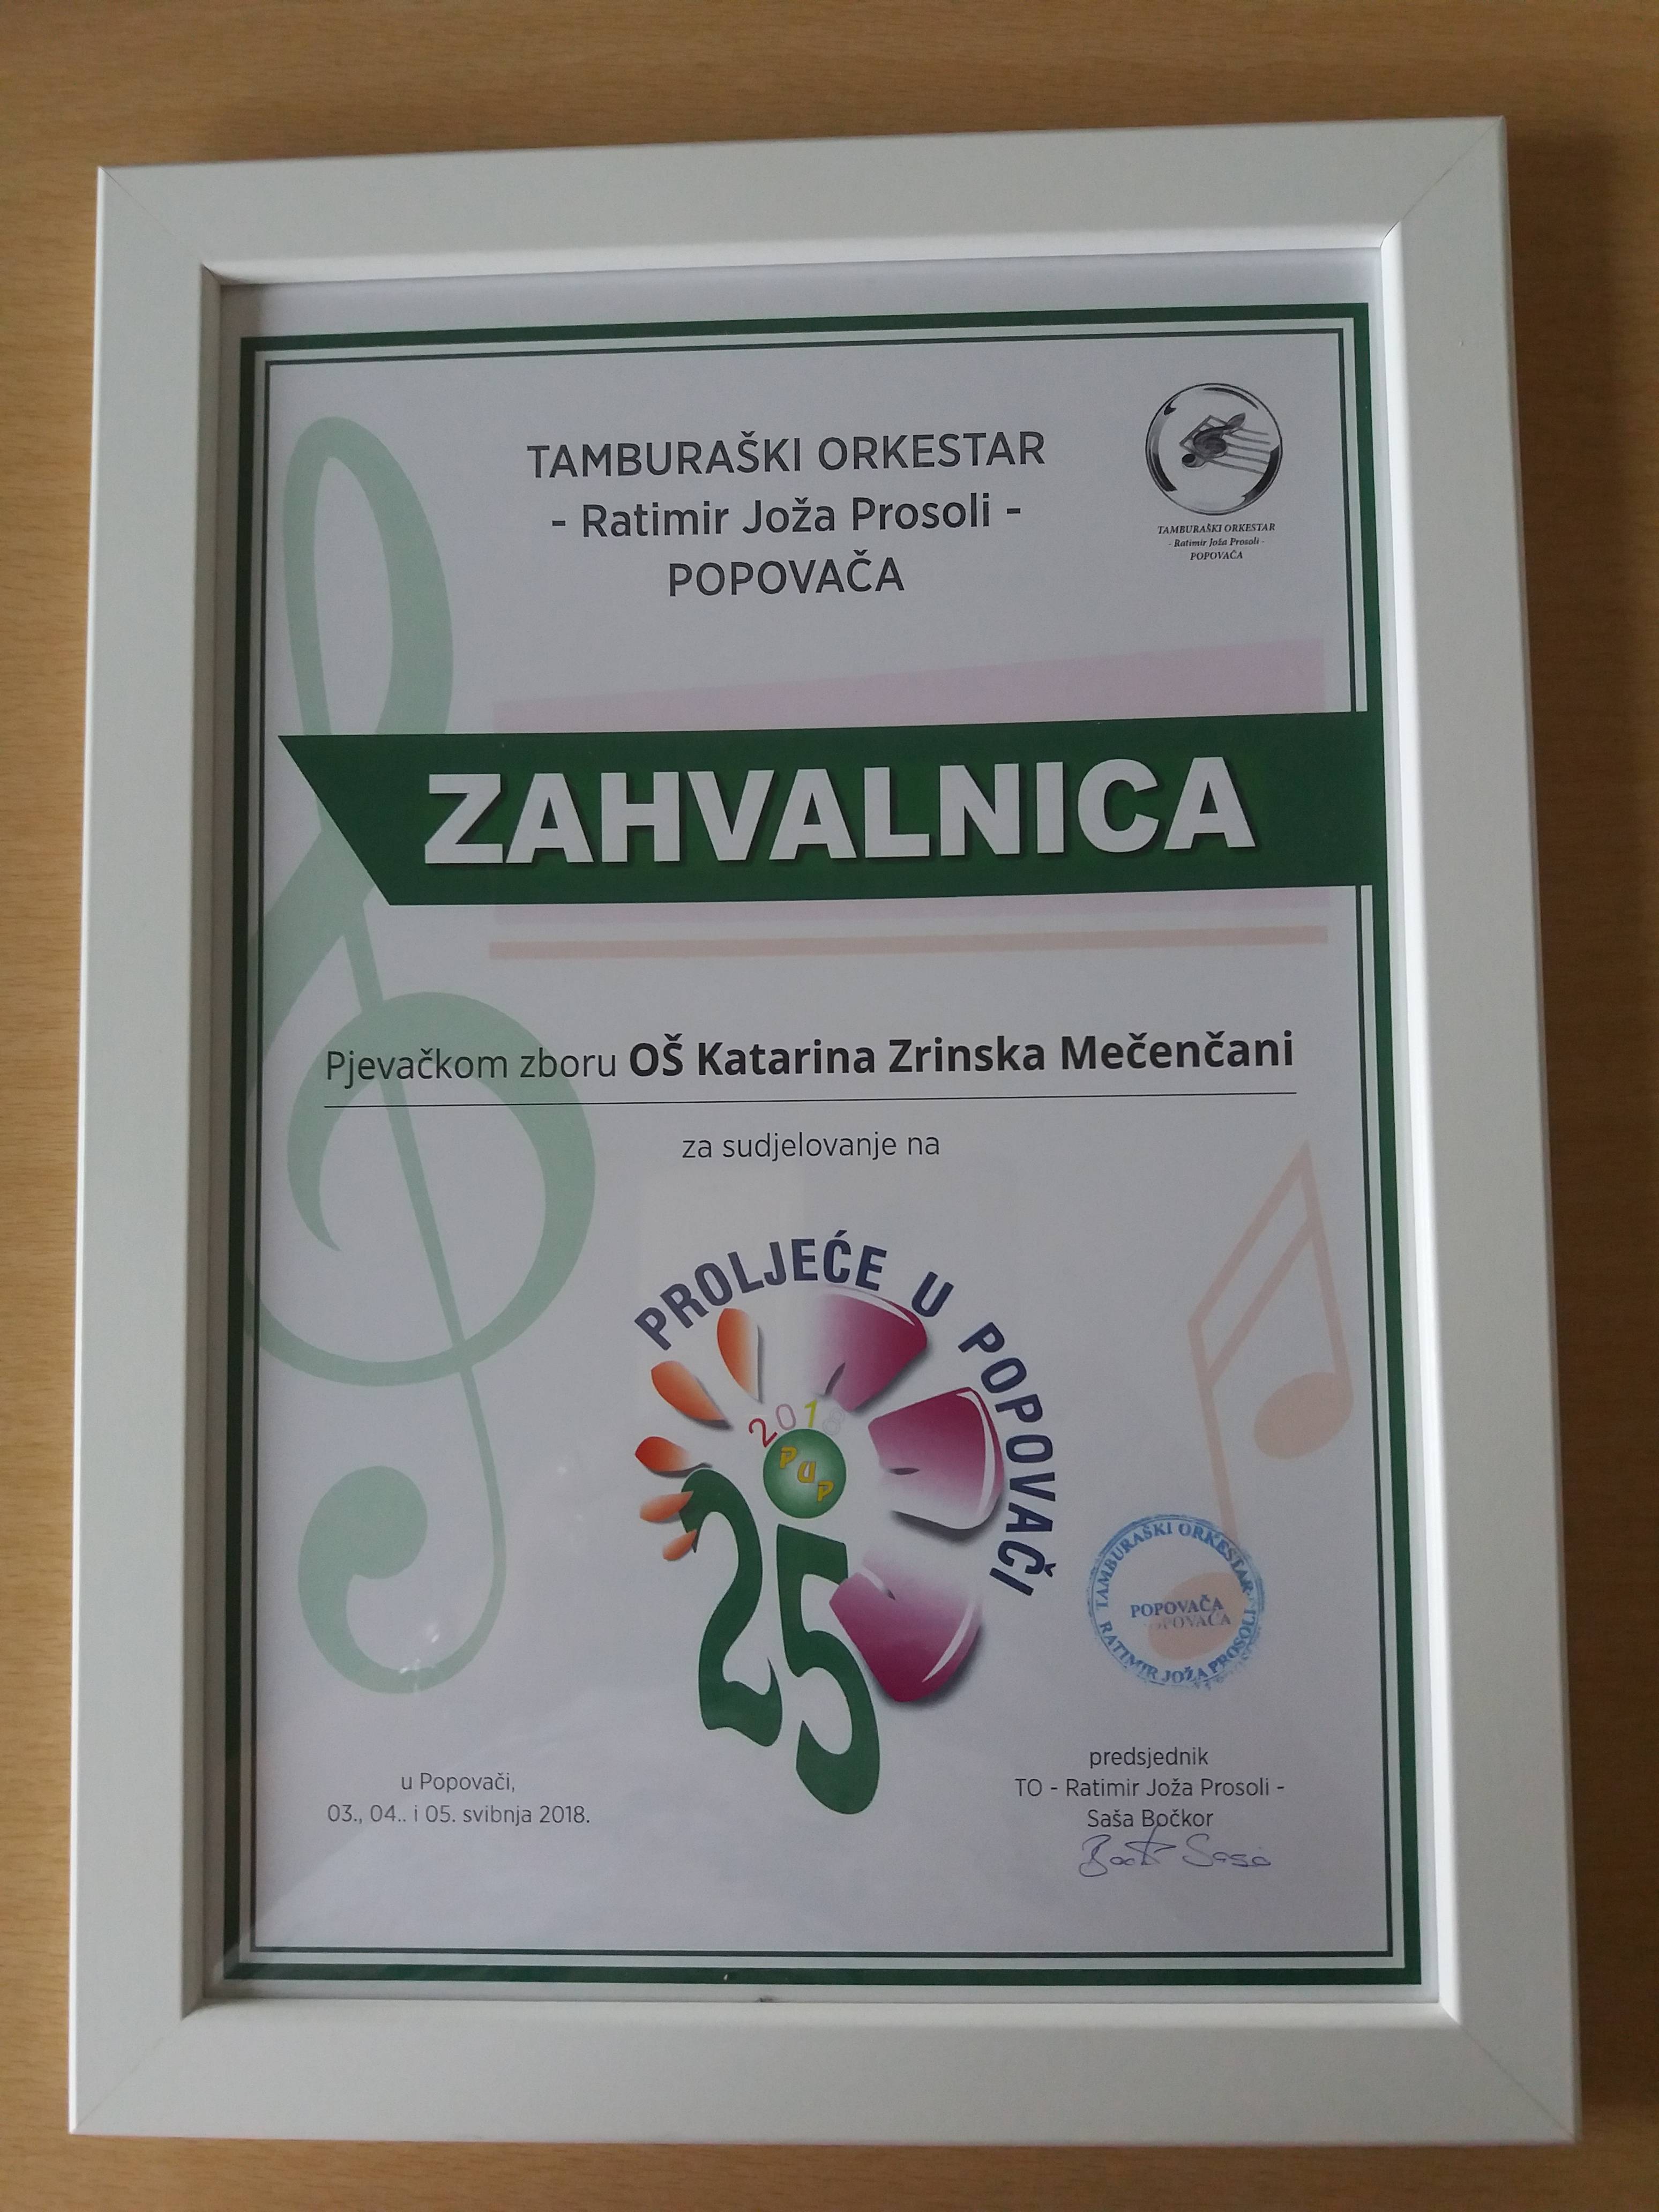 TAMBURAŠKI ORKESTAR
- Ratimir Joža Prosoli -
POPOVAČA
TAMBURAŠKI ORKESTAR
- Ratimir Joža Prosoli -
POPOVAČA
ZAHVALNICA
Pjevačkom zboru OŠ Katarina Zrinska Mečenčani
za sudjelovanje na
PROLJEĆE U POPOVAČI
2018
PUP
25
TAMBURAŠKI ORKESTAR
POPOVAČA
RATIMIR JOŽA PROSOLI
u Popovači,
03., 04.. i 05. svibnja 2018.
predsjednik
TO - Ratimir Joža Prosoli -
Saša Bočkor